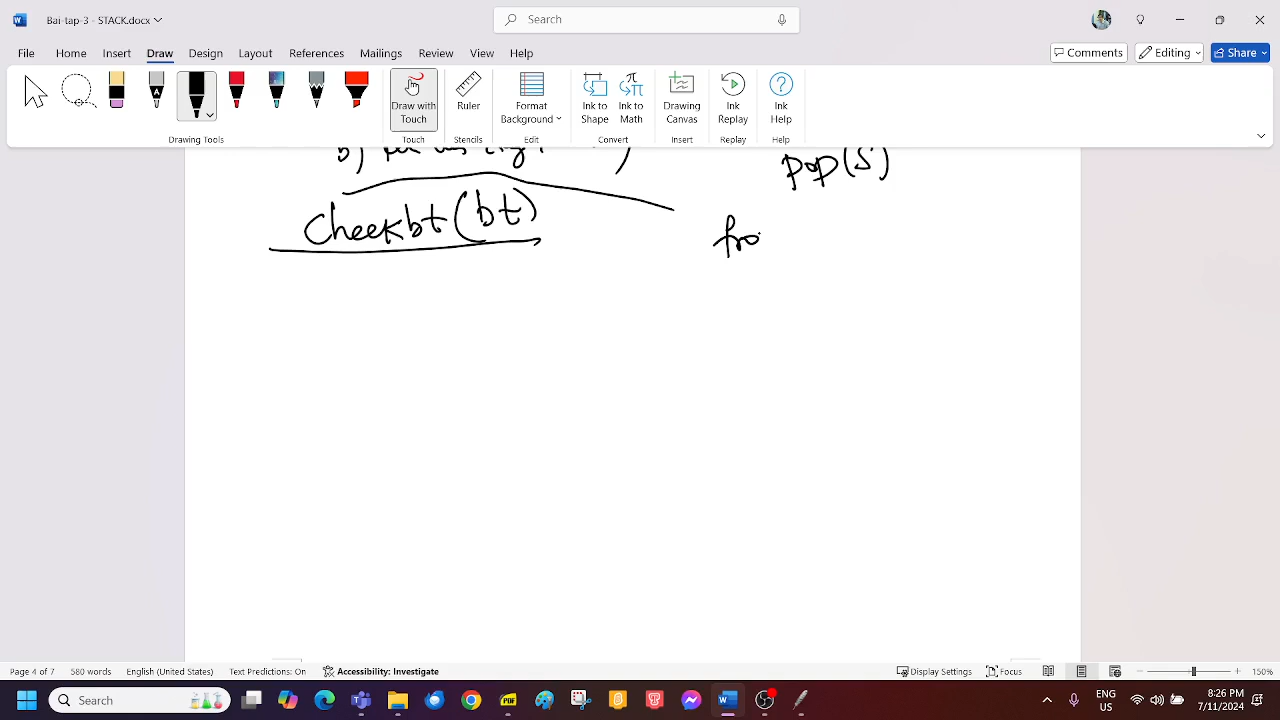 Bai-tap-3 - STACK.docx
Search
File Home Insert Draw Design Layout References Mailings Review View Help
Comments Editing Share
Draw with Touch
Ruler
Format Background
Ink to Shape
Ink to Math
Drawing Canvas
Ink Replay
Ink Help
Drawing Tools Touch Stencils Edit Convert Insert Replay Help
b)
pop(S)
Checkbt(bt)
fro
Page 4 of 7 580 words English (United States) Text Predictions: On Accessibility: Investigate Display Settings Focus 150%
Search
ENG
US
8:26 PM
7/11/2024